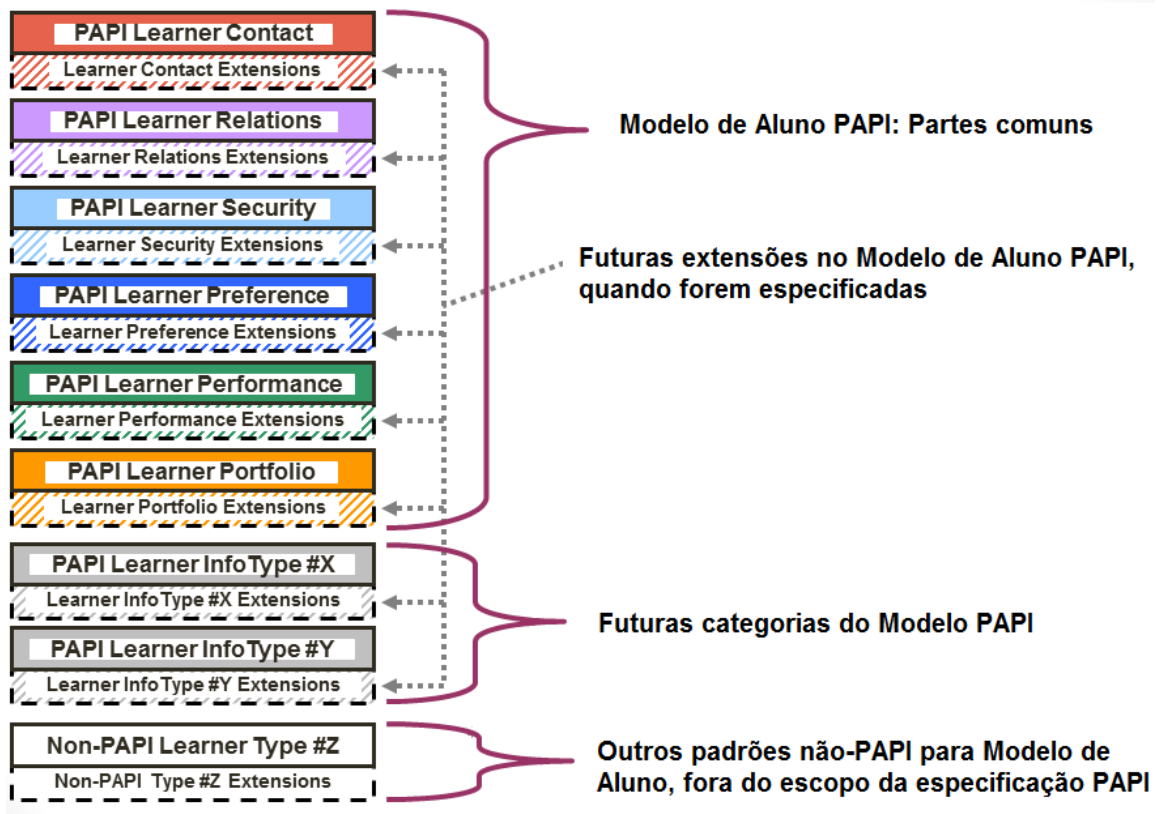 PAPI Learner Contact
Learner Contact Extensions
PAPI Learner Relations
Learner Relations Extensions
PAPI Learner Security
Learner Security Extensions
PAPI Learner Preference
Learner Preference Extensions
PAPI Learner Performance
Learner Performance Extensions
PAPI Learner Portfolio
Learner Portfolio Extensions
PAPI Learner InfoType #X
Learner InfoType #X Extensions
PAPI Learner InfoType #Y
Learner InfoType #Y Extensions
Non-PAPI Learner Type #Z
Non-PAPI Type #Z Extensions
Modelo de Aluno PAPI: Partes comuns
Futuras extensões no Modelo de Aluno PAPI,
quando forem especificadas
Futuras categorias do Modelo PAPI
Outros padrões não-PAPI para Modelo de
Aluno, fora do escopo da especificação PAPI